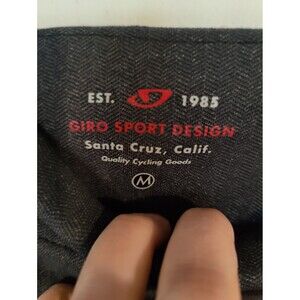 EST. 1985
GIRO SPORT DESIGN
Santa Cruz, Calif.
Quality Cycling Goods
M